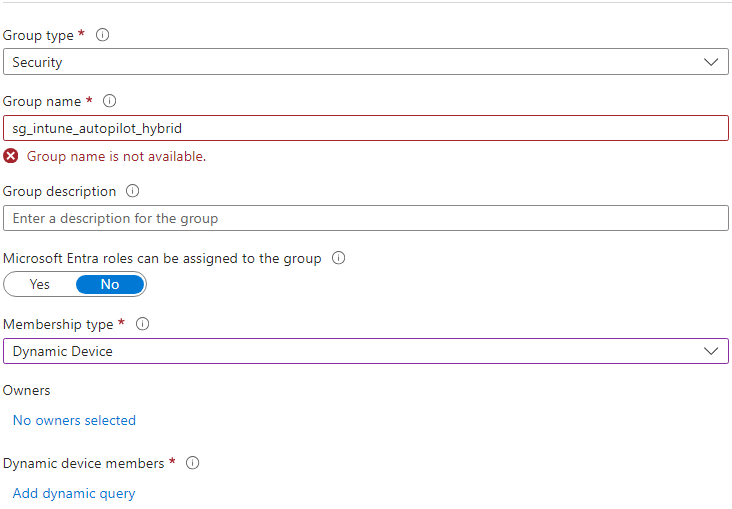 Group type *
Security
Group name *
sg_intune_autopilot_hybrid
Group name is not available.
Group description
Enter a description for the group
Microsoft Entra roles can be assigned to the group
Yes No
Membership type *
Dynamic Device
Owners
No owners selected
Dynamic device members *
Add dynamic query